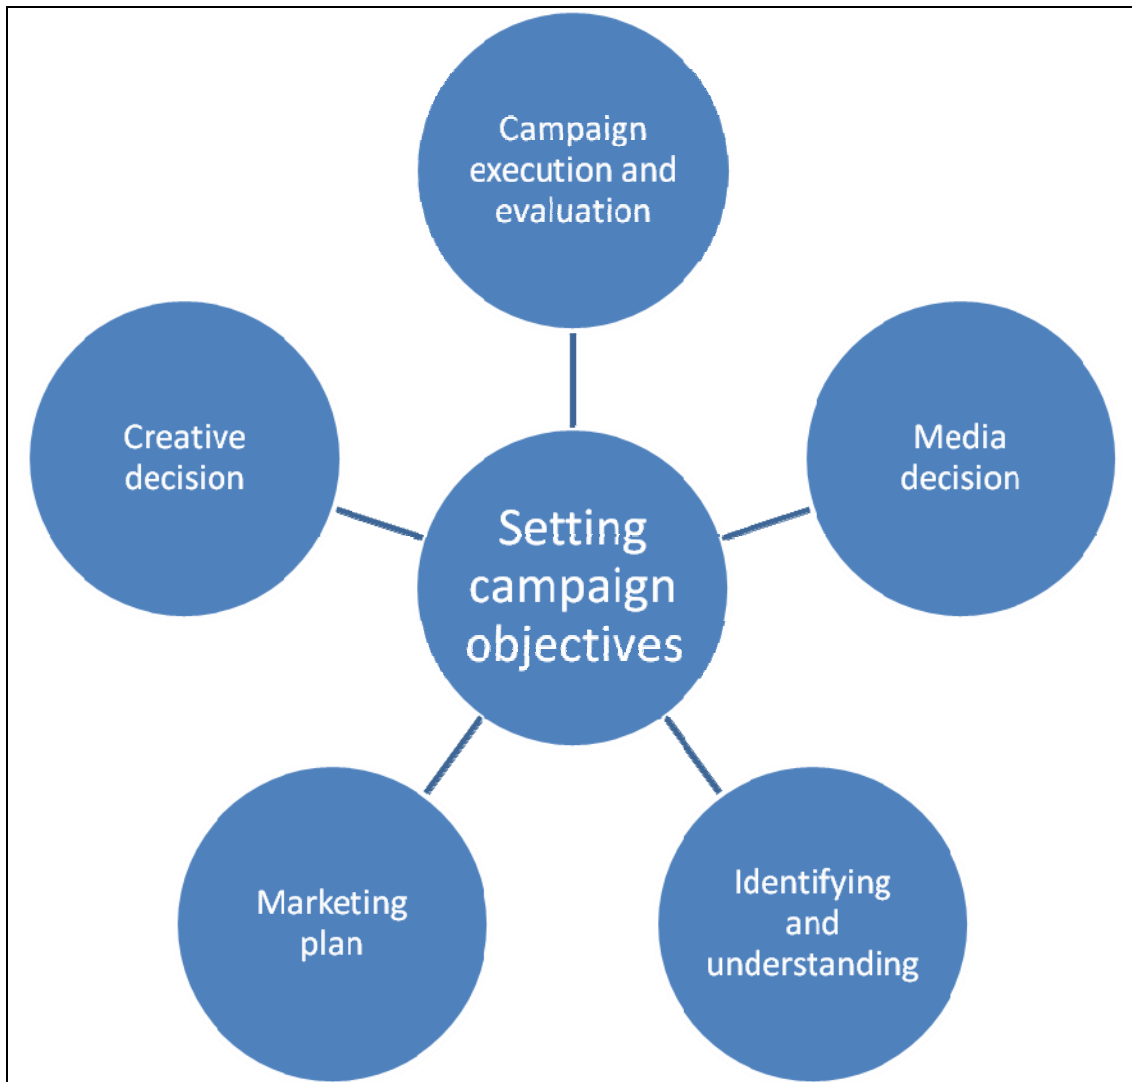 Campaign
execution and
evaluation
Creative
decision
Media
decision
Setting
campaign
objectives
Marketing
plan
Identifying
and
understanding